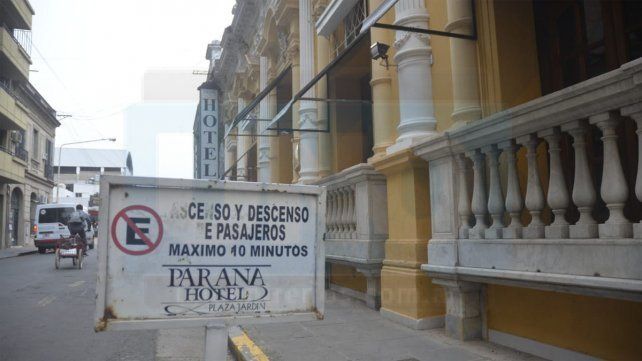 HOTEL
E
ASCENSO Y DESCENSO
E PASAJEROS
MAXIMO 10 MINUTOS
PARANA
HOTEL
PLAZA JARDIN